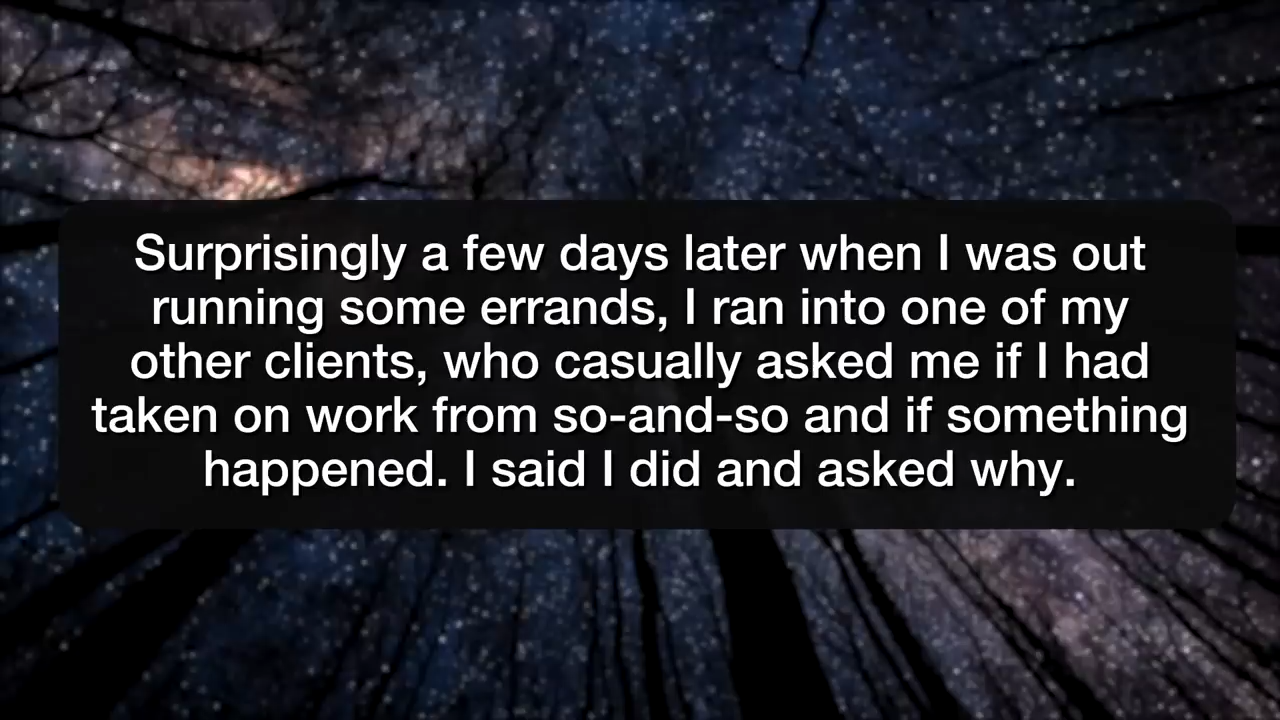 Surprisingly a few days later when I was out
running some errands, I ran into one of my
other clients, who casually asked me if I had
taken on work from so-and-so and if something
happened. I said I did and asked why.